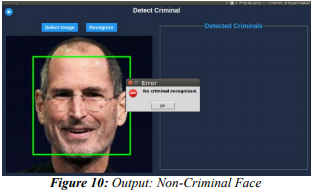 Detect Criminal
Select Image
Recognize
Detected Criminals
Error
No criminal recognized.
OK
Figure 10: Output: Non-Criminal Face